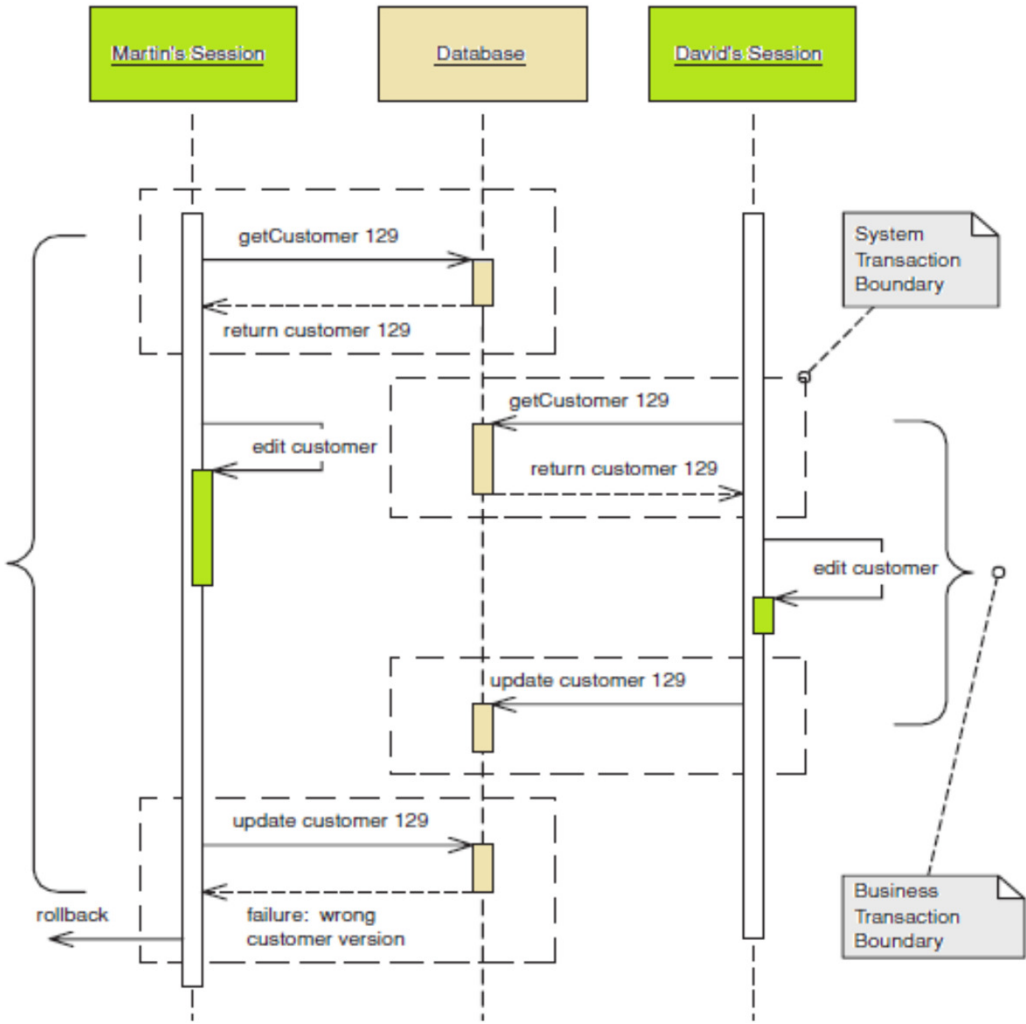 Martin's Session
Database
David's Session
getCustomer 129
return customer 129
System
Transaction
Boundary
getCustomer 129
edit customer
return customer 129
edit customer
update customer 129
update customer 129
Business
Transaction
Boundary
rollback
failure: wrong
customer version